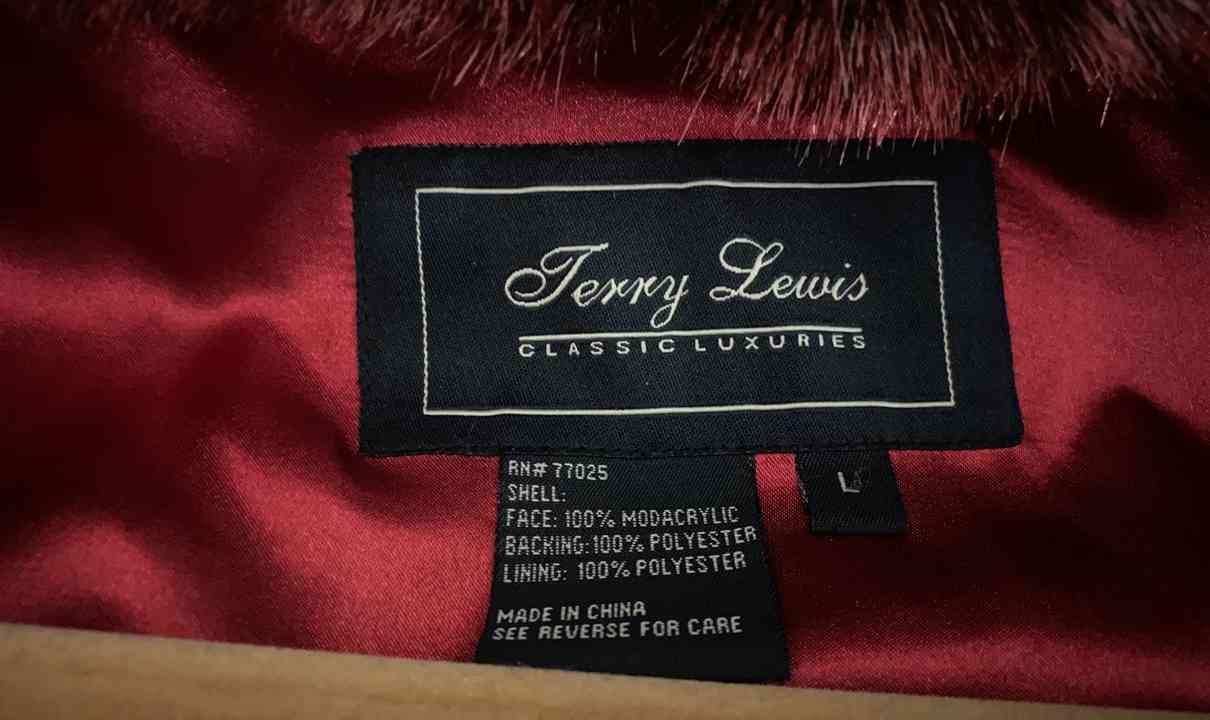 Terry Lewis
CLASSIC LUXURIES
RN# 77025
SHELL:
FACE: 100% MODACRYLIC
BACKING: 100% POLYESTER
LINING: 100% POLYESTER
MADE IN CHINA
SEE REVERSE FOR CARE
L